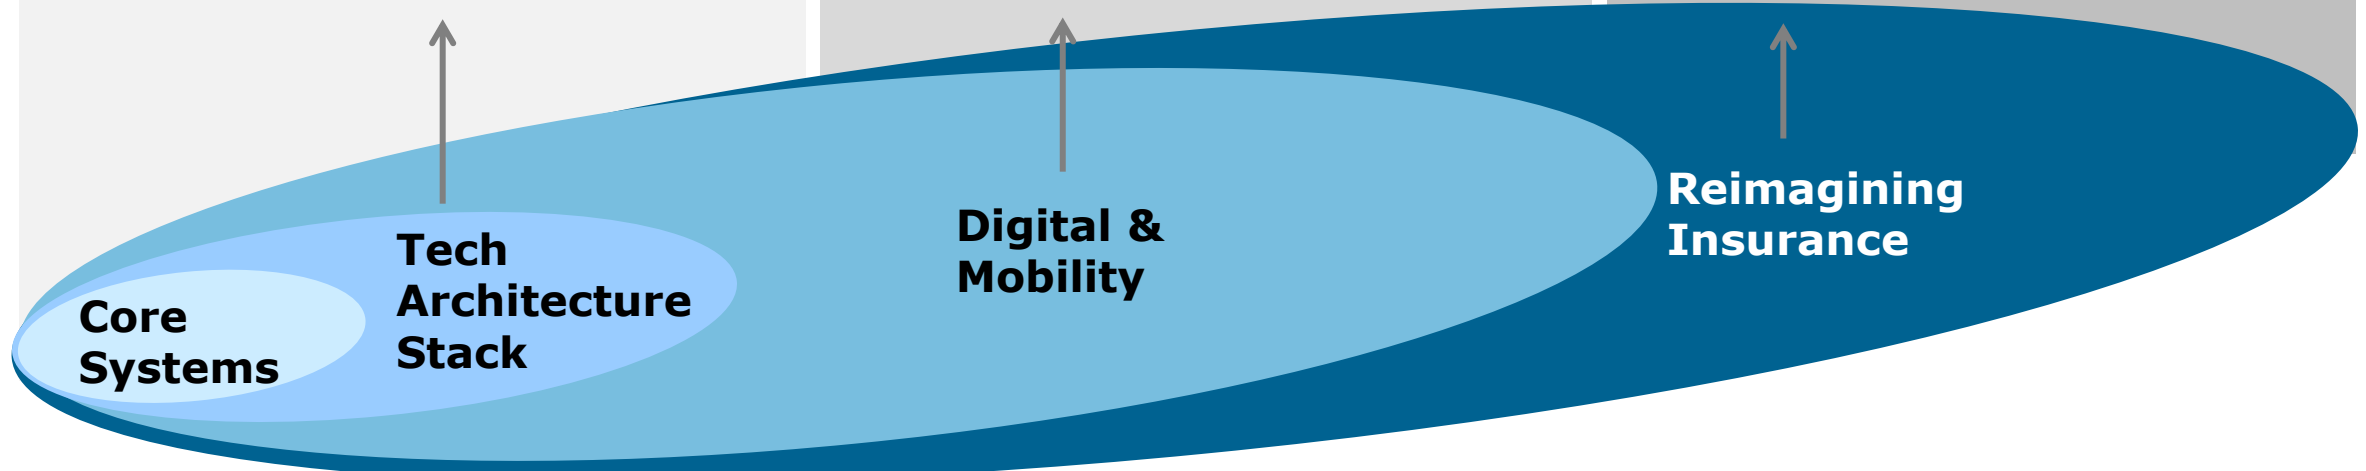 Core
Systems
Tech
Architecture
Stack
Digital &
Mobility
Reimagining
Insurance